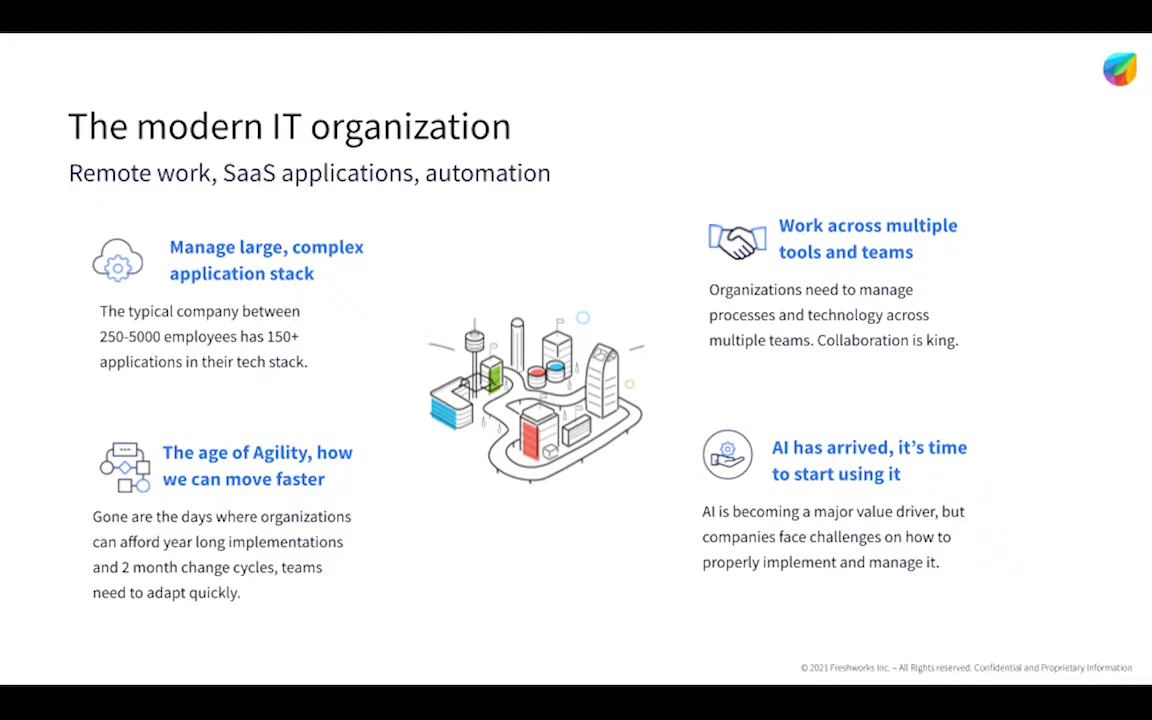 The modern IT organization
Remote work, SaaS applications, automation
Manage large, complex
application stack
The typical company between
250-5000 employees has 150+
applications in their tech stack.
Work across multiple
tools and teams
Organizations need to manage
processes and technology across
multiple teams. Collaboration is king.
The age of Agility, how
we can move faster
Gone are the days where organizations
can afford year long implementations
and 2 month change cycles, teams
need to adapt quickly.
AI has arrived, it's time
to start using it
AI is becoming a major value driver, but
companies face challenges on how to
properly implement and manage it.
© 2021 Freshworks Inc. – All Rights reserved. Confidential and Proprietary Information